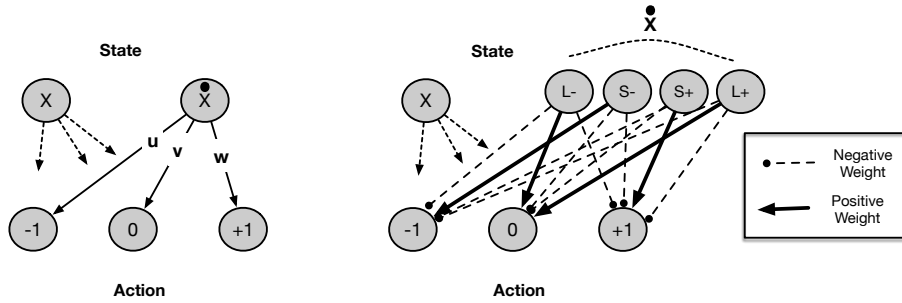 State
X
Ẋ
u
v
w
-1
0
+1
Action
Ẋ
State
X
L-
S-
S+
L+
-1
0
+1
Action
Negative
Weight
Positive
Weight